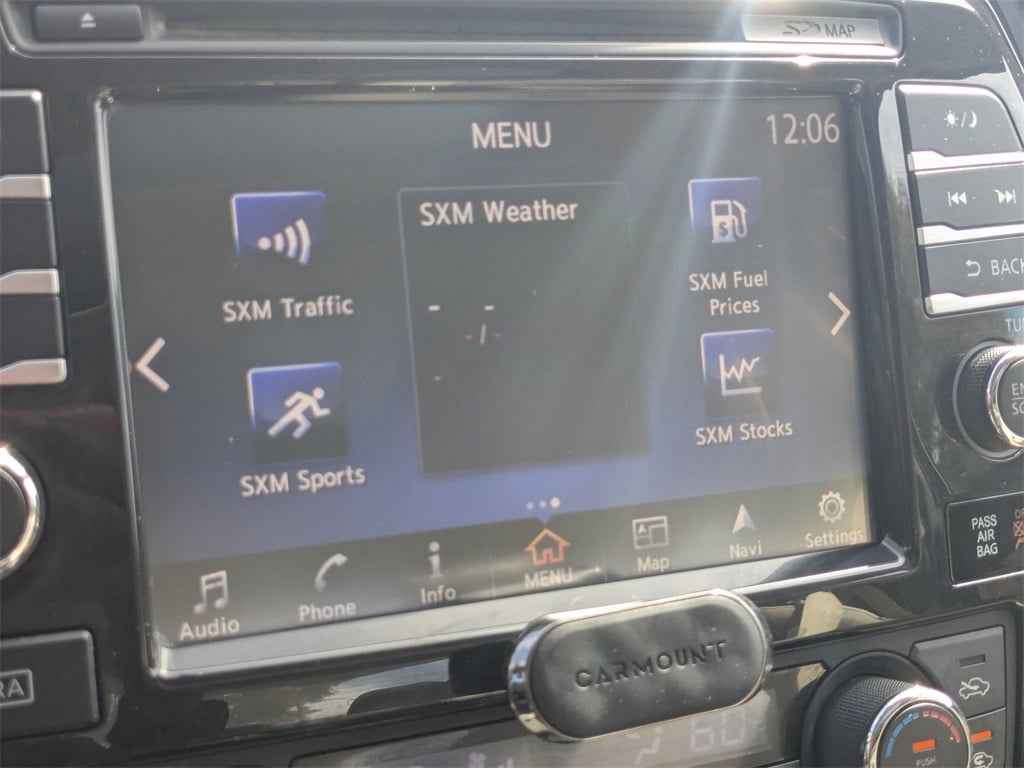 MAP
MENU
12:06
SXM Traffic
SXM Weather
SXM Fuel
Prices
SXM Sports
SXM Stocks
Audio
Phone
Info
MENU
Map
Navi
Settings
BACK
PASS
AIR
BAG
CARMOUNT
60
PUSH